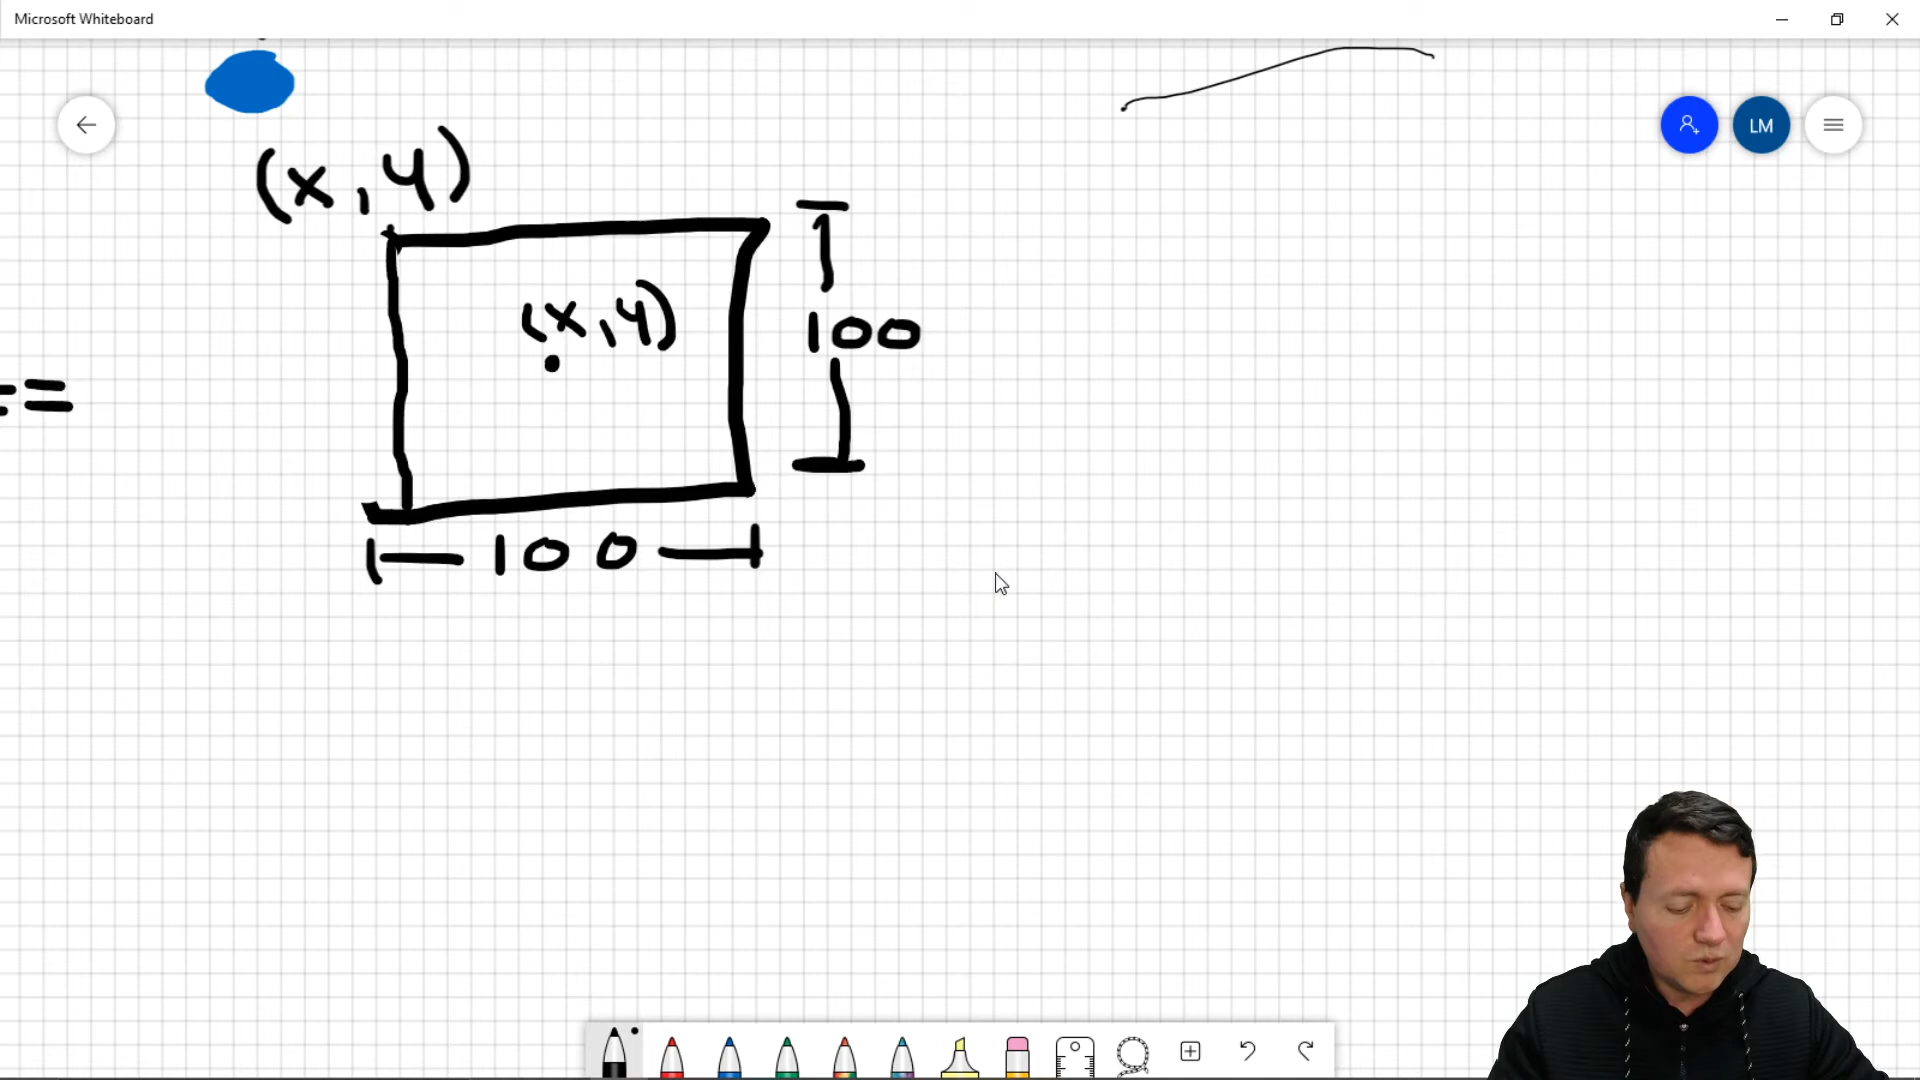 Microsoft Whiteboard
LM
(x,y)
(x,y)
100
==
100